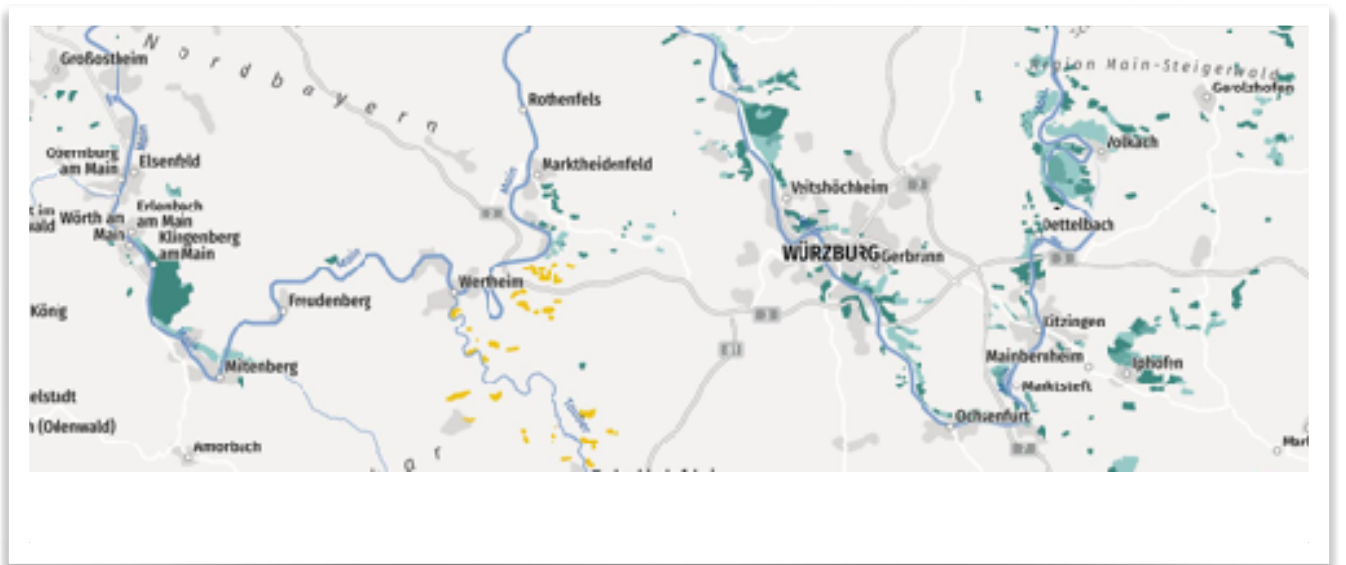 Großostheim
Nordbayern
Region Main-Steigerwald
Gerolzhofen
Rothenfels
Main
Obernburg
am Main
Elsenfeld
Marktheidenfeld
Volkach
Erlenbach
am Main
Wörth am
Main
Klingenberg
am Main
Main
Veitshöchheim
Dettelbach
WÜRZBURG
Gerbrunn
Main
Wertheim
Freudenberg
König
Kitzingen
Mainbernheim
Iphofen
Marktsteft
Miltenberg
Ochsenfurt
Tauber
(Odenwald)
Amorbach